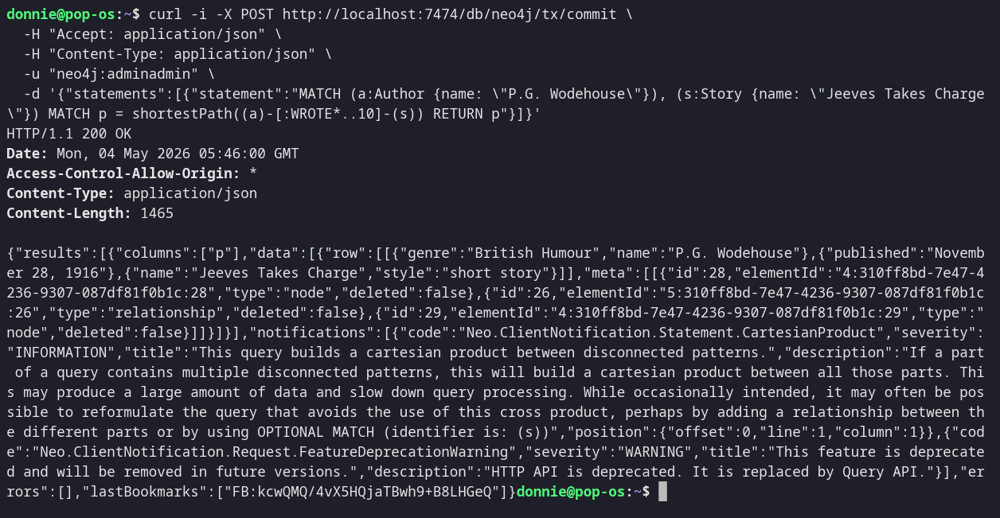 donnie@pop-os:~$ curl -i -X POST http://localhost:7474/db/neo4j/tx/commit \
  -H "Accept: application/json" \
  -H "Content-Type: application/json" \
  -u "neo4j:adminadmin" \
  -d '{"statements":[{"statement":"MATCH (a:Author {name: \"P.G. Wodehouse\"}), (s:Story {name: \"Jeeves Takes Charge
\"}) MATCH p = shortestPath((a)-[:WROTE*..10]-(s)) RETURN p"}]}'
HTTP/1.1 200 OK
Date: Mon, 04 May 2026 05:46:00 GMT
Access-Control-Allow-Origin: *
Content-Type: application/json
Content-Length: 1465

{"results":[{"columns":["p"],"data":[{"row":[[{"genre":"British Humour","name":"P.G. Wodehouse"},{"published":"Novemb
er 28, 1916"},{"name":"Jeeves Takes Charge","style":"short story"}]],"meta":[[{"id":28,"elementId":"4:310ff8bd-7e47-4
236-9307-087df81f0b1c:28","type":"node","deleted":false},{"id":26,"elementId":"5:310ff8bd-7e47-4236-9307-087df81f0b1c
:26","type":"relationship","deleted":false},{"id":29,"elementId":"4:310ff8bd-7e47-4236-9307-087df81f0b1c:29","type":"
node","deleted":false}]]}]}],"notifications":[{"code":"Neo.ClientNotification.Statement.CartesianProduct","severity":
"INFORMATION","title":"This query builds a cartesian product between disconnected patterns.","description":"If a part
 of a query contains multiple disconnected patterns, this will build a cartesian product between all those parts. Thi
s may produce a large amount of data and slow down query processing. While occasionally intended, it may often be pos
sible to reformulate the query that avoids the use of this cross product, perhaps by adding a relationship between th
e different parts or by using OPTIONAL MATCH (identifier is: (s))","position":{"offset":0,"line":1,"column":1}},{"cod
e":"Neo.ClientNotification.Request.FeatureDeprecationWarning","severity":"WARNING","title":"This feature is deprecate
d and will be removed in future versions.","description":"HTTP API is deprecated. It is replaced by Query API."}],"er
rors":[],"lastBookmarks":["FB:kcwQMQ/4vX5HQjaTBwh9+B8LHGeQ"]}donnie@pop-os:~$